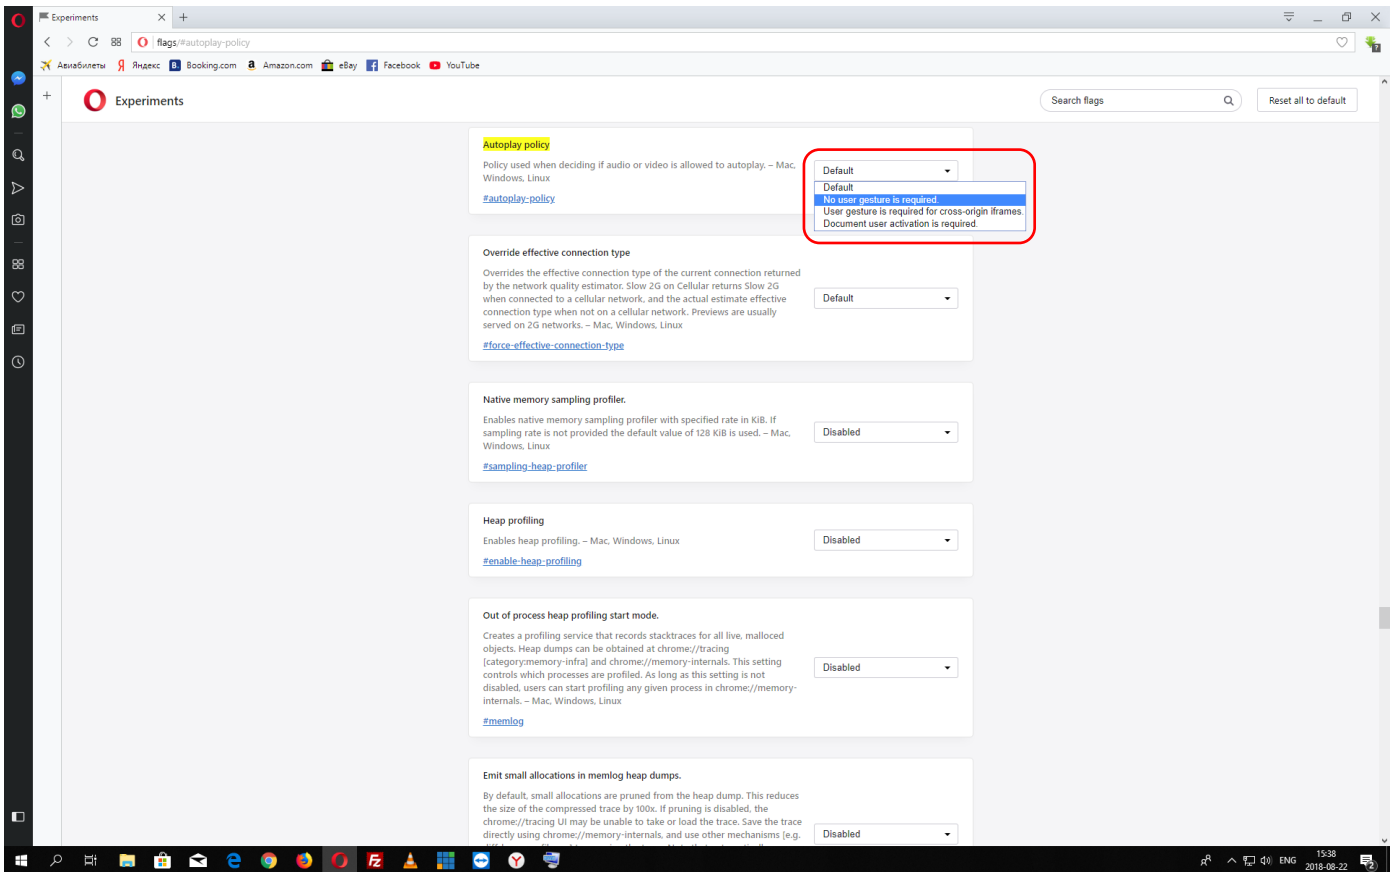 Experiments
flags/#autoplay-policy
Авиабилеты Яндекс Booking.com Amazon.com eBay Facebook YouTube
Experiments
Search flags
Reset all to default
Autoplay policy
Policy used when deciding if audio or video is allowed to autoplay. – Mac,
Windows, Linux
#autoplay-policy
Default
Default
No user gesture is required.
User gesture is required for cross-origin iframes.
Document user activation is required.
Override effective connection type
Overrides the effective connection type of the current connection returned
by the network quality estimator. Slow 2G on Cellular returns Slow 2G
when connected to a cellular network, and the actual estimate effective
connection type when not on a cellular network. Previews are usually
served on 2G networks. – Mac, Windows, Linux
#force-effective-connection-type
Default
Native memory sampling profiler.
Enables native memory sampling profiler with specified rate in KiB. If
sampling rate is not provided the default value of 128 KiB is used. – Mac,
Windows, Linux
#sampling-heap-profiler
Disabled
Heap profiling
Enables heap profiling. – Mac, Windows, Linux
#enable-heap-profiling
Disabled
Out of process heap profiling start mode.
Creates a profiling service that records stacktraces for all live, malloced
objects. Heap dumps can be obtained at chrome://tracing
[category:memory-infra] and chrome://memory-internals. This setting
controls which processes are profiled. As long as this setting is not
disabled, users can start profiling any given process in chrome://memory-
internals. – Mac, Windows, Linux
#memlog
Disabled
Emit small allocations in memlog heap dumps.
By default, small allocations are pruned from the heap dump. This reduces
the size of the compressed trace by 100x. If pruning is disabled, the
chrome://tracing UI may be unable to take or load the trace. Save the trace
directly using chrome://memory-internals, and use other mechanisms [e.g.
Disabled
ENG
15:38
2018-08-22